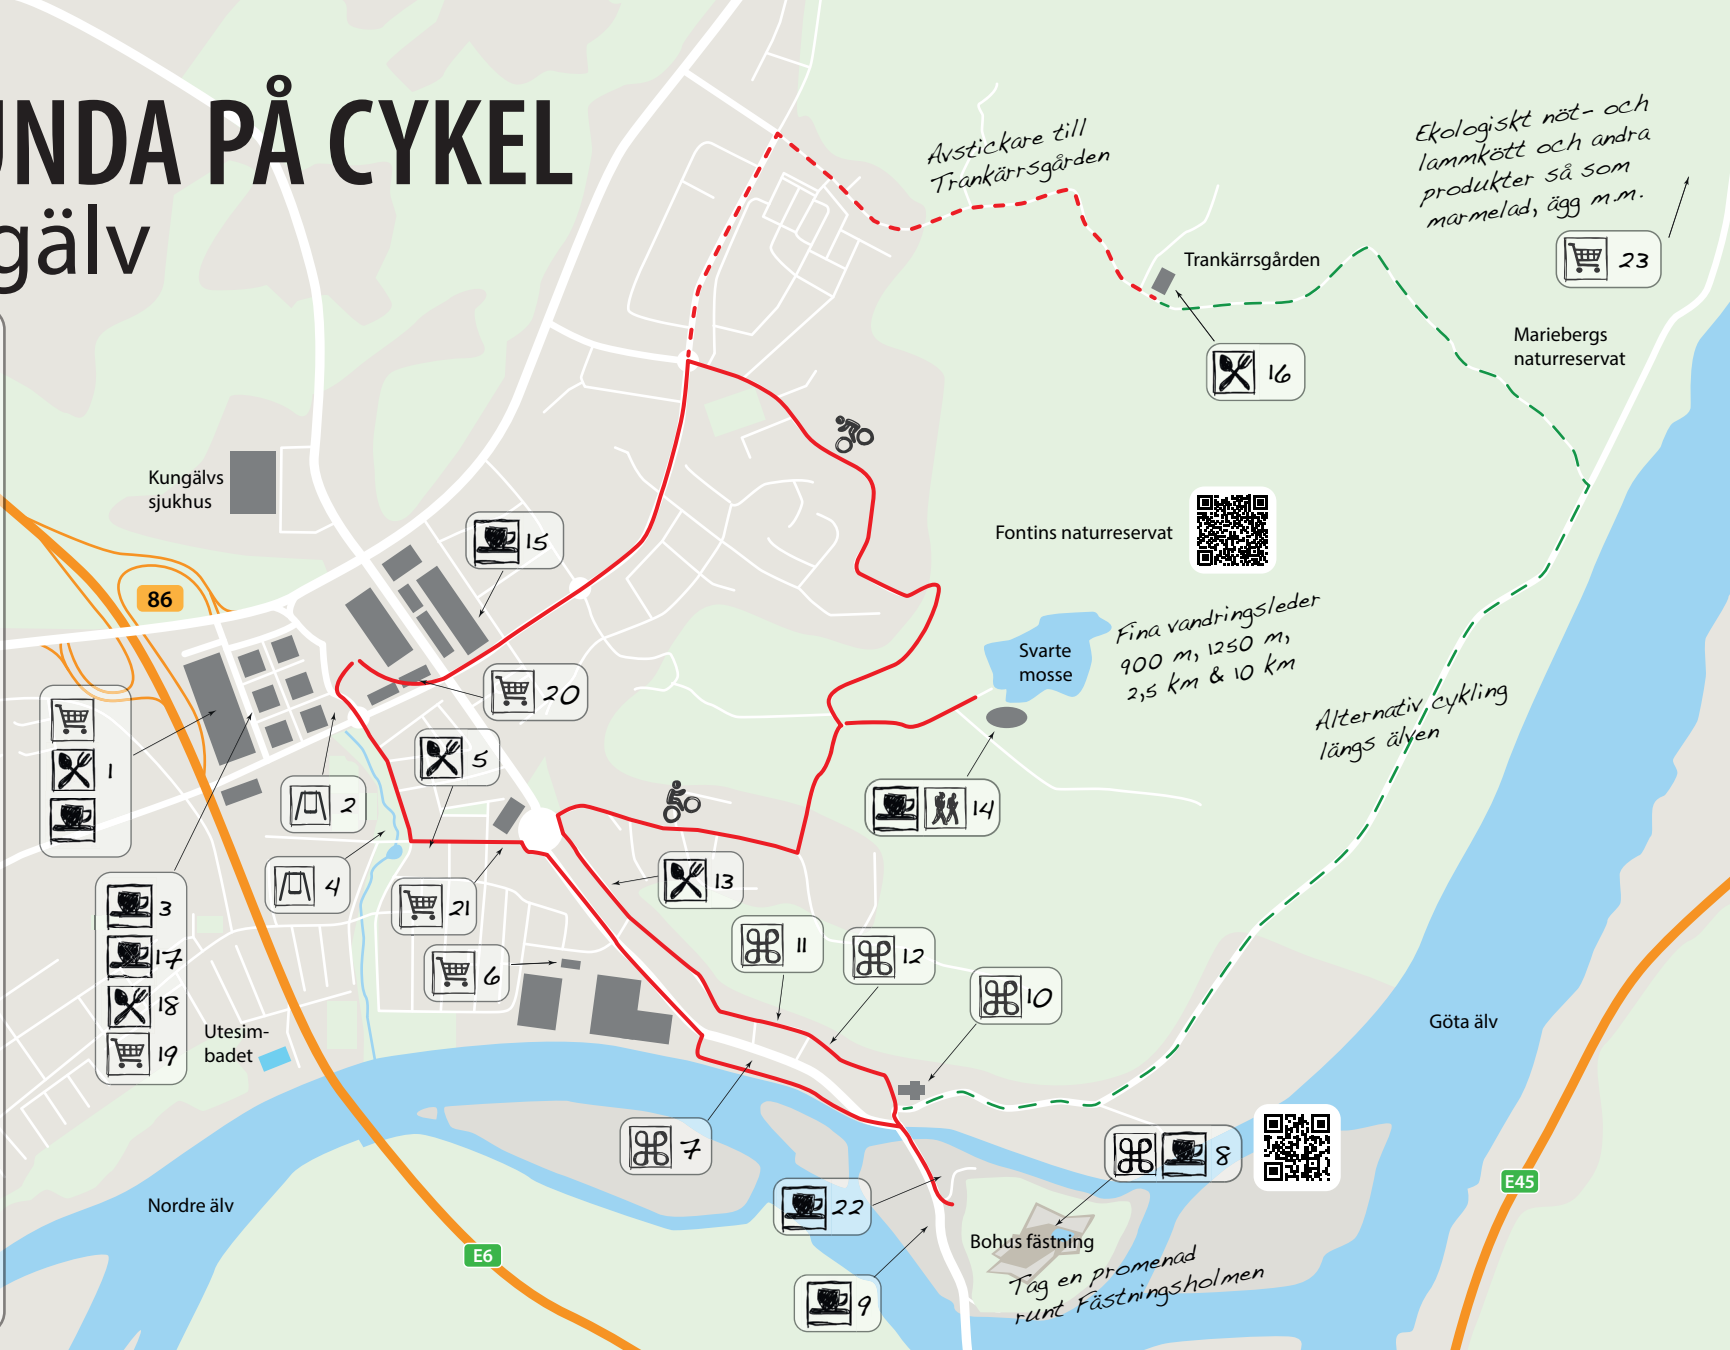 UNDA PÅ CYKEL
gälv
Avstickare till
Trankärrsgården
Ekologiskt nöt- och
lammkött och andra
produkter så som
marmelad, ägg m.m.
23
Trankärrsgården
16
Mariebergs
naturreservat
Kungälvs
sjukhus
15
Fontins naturreservat
86
Fina vandringsleder
900 m, 1250 m,
2,5 km & 10 km
Svarte
mosse
20
Alternativ cykling
längs älven
1
5
2
14
4
13
21
3
17
18
19
11
12
6
10
Utesim-
badet
Göta älv
7
8
22
E45
Nordre älv
E6
Bohus fästning
9
Tag en promenad
runt Fästningsholmen